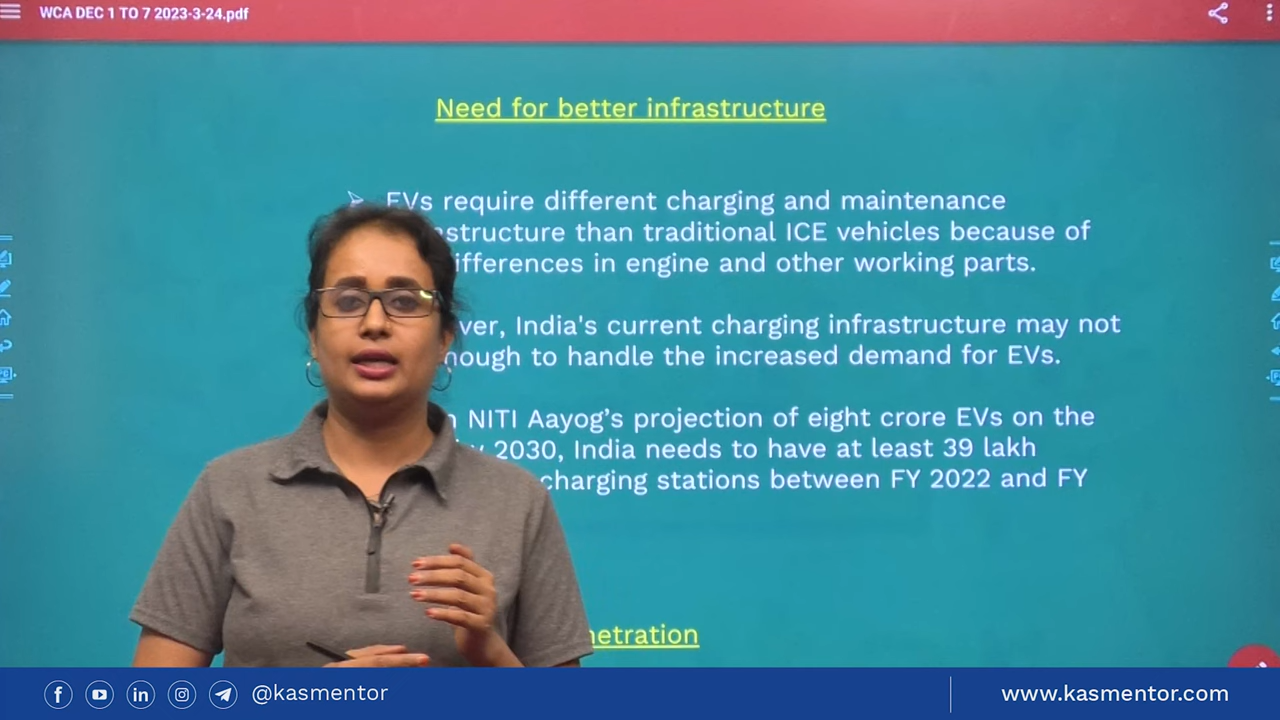 WCA DEC 1 TO 7 2023-3-24.pdf
Need for better infrastructure
EVs require different charging and maintenance
structure than traditional ICE vehicles because of
ifferences in engine and other working parts.
ver, India's current charging infrastructure may not
nough to handle the increased demand for EVs.
NITI Aayog’s projection of eight crore EVs on the
2030, India needs to have at least 39 lakh
charging stations between FY 2022 and FY
netration
@kasmentor
www.kasmentor.com